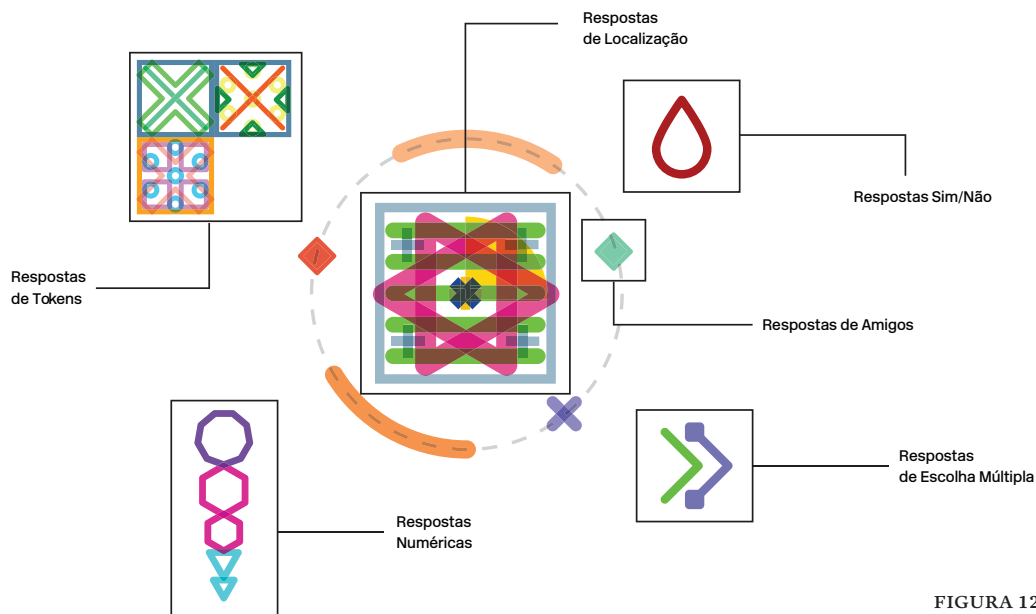 Respostas
de Localização
Respostas Sim/Não
Respostas
de Tokens
Respostas de Amigos
Respostas
de Escolha Múltipla
Respostas
Numéricas
FIGURA 12